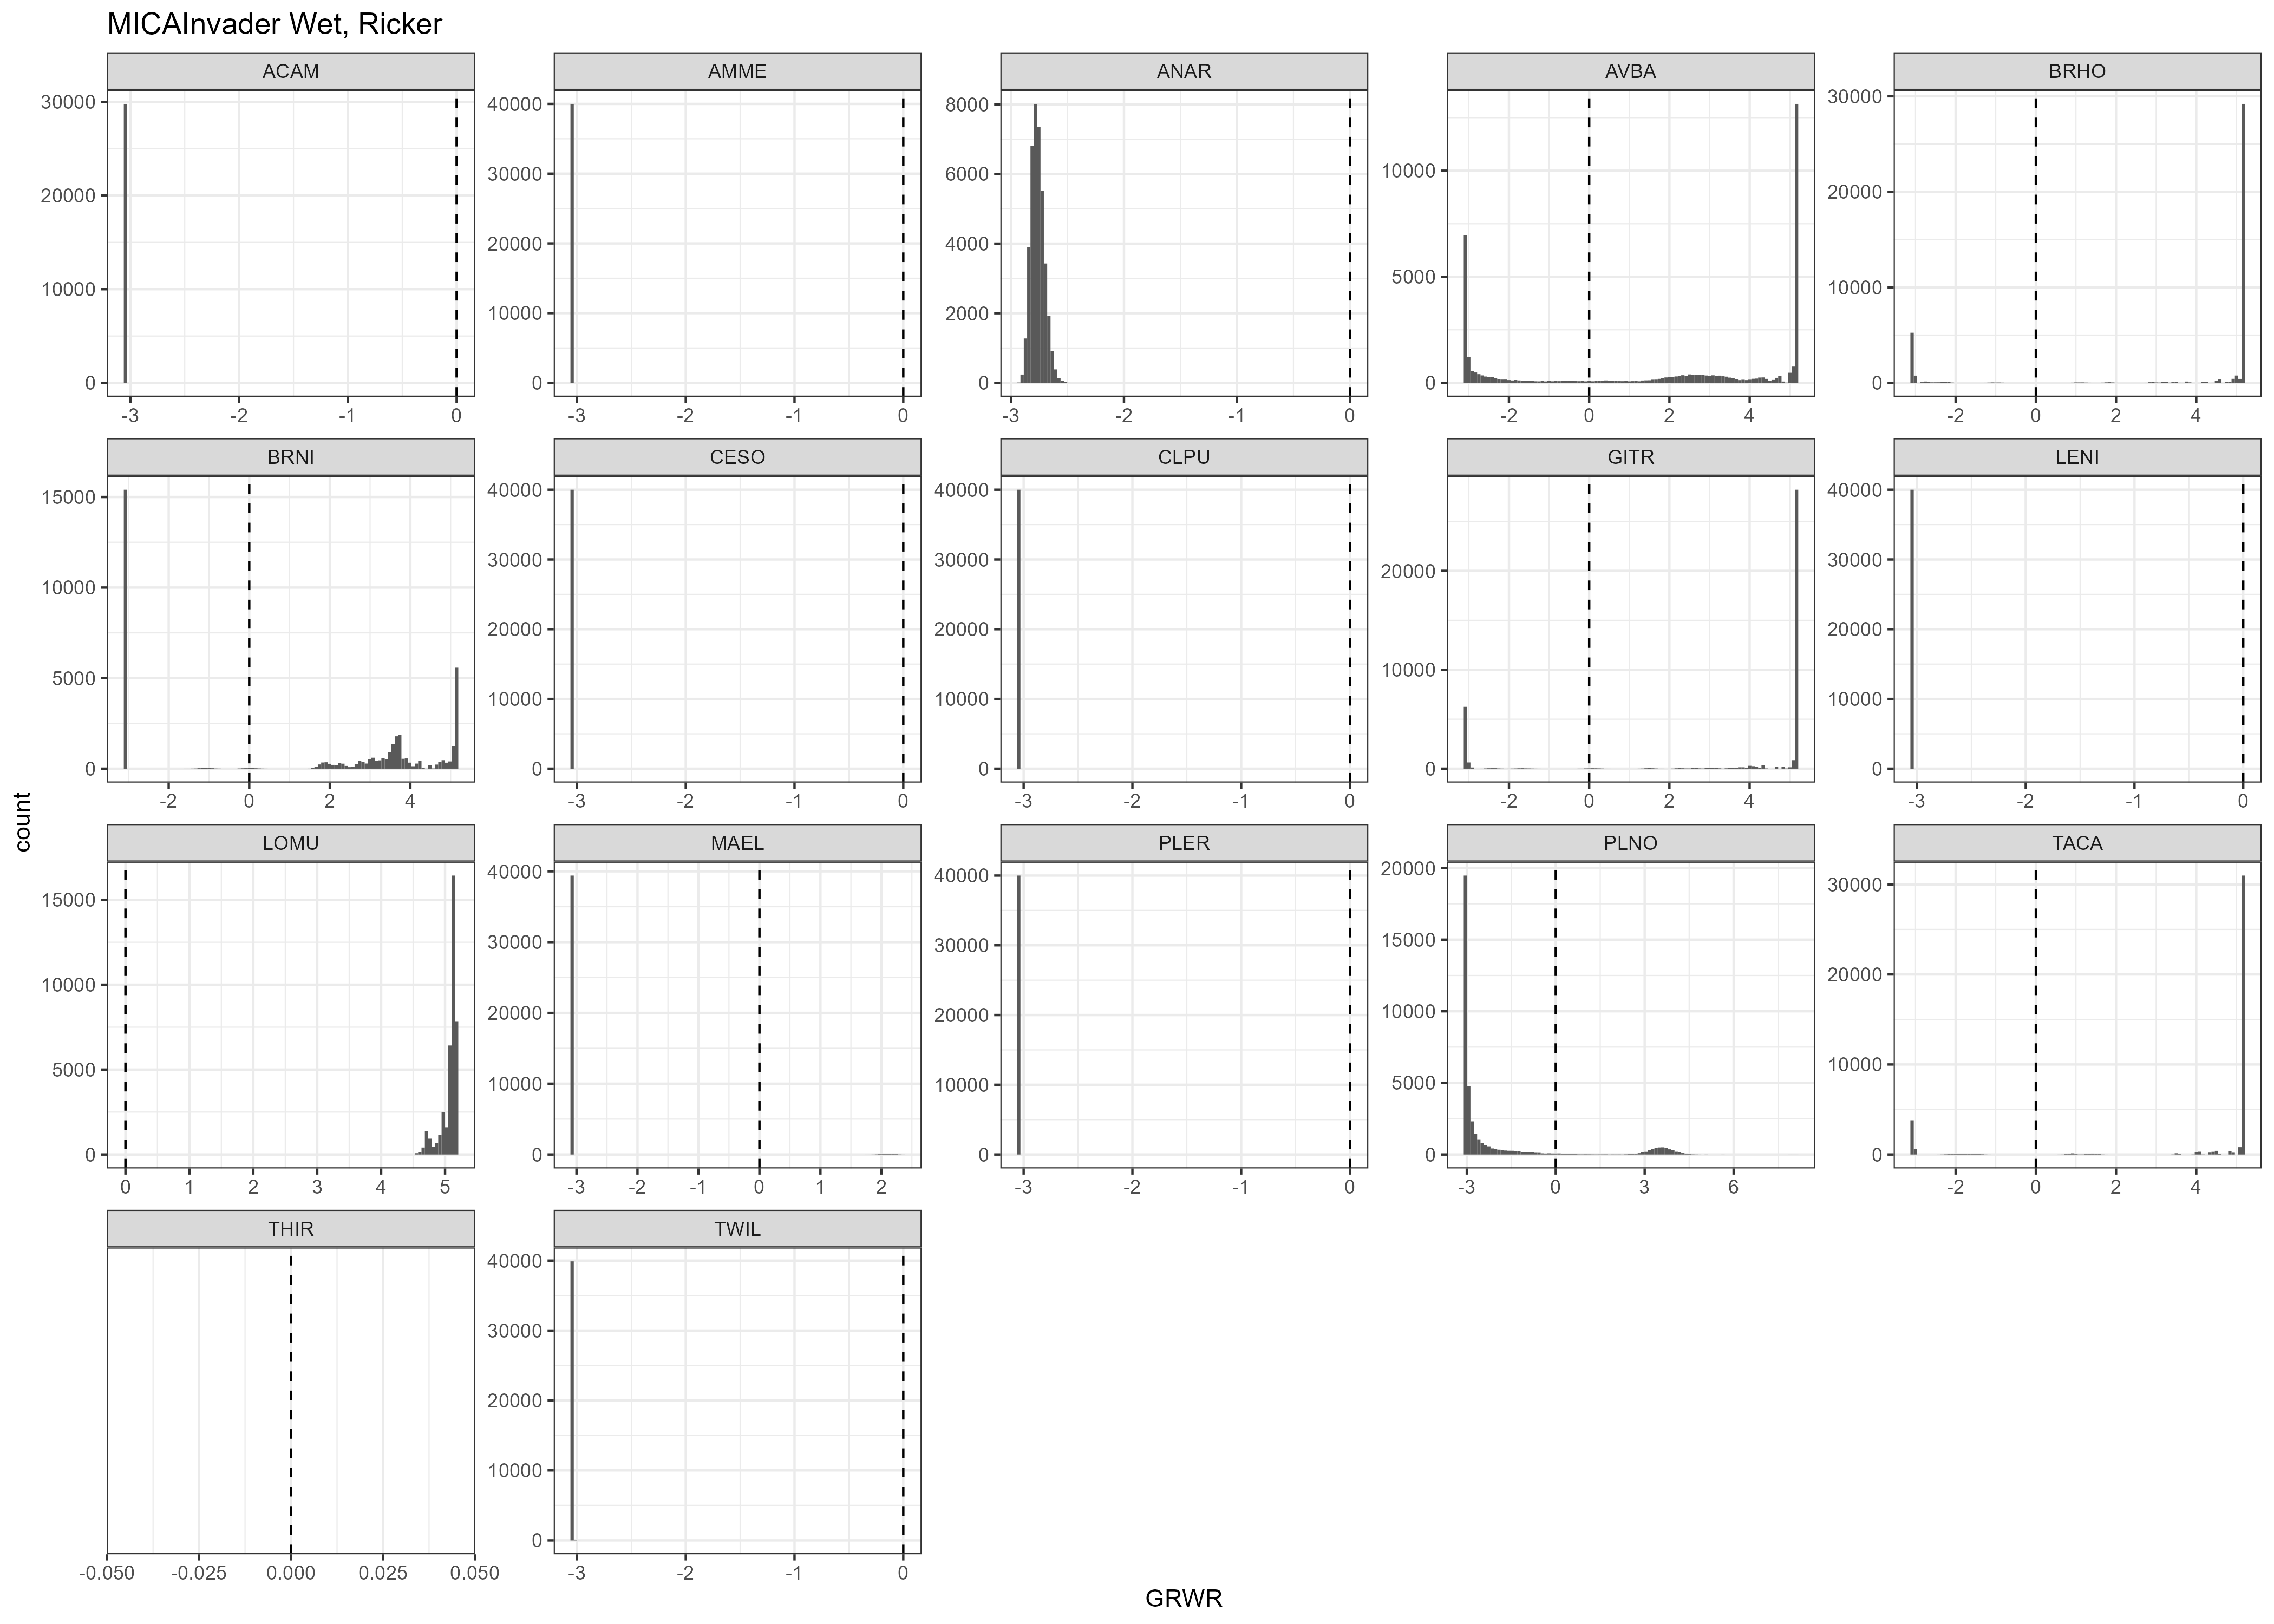 MICAInvader Wet, Ricker
ACAM AMME ANAR AVBA BRHO
30000 20000 10000 0
-3 -2 -1 0
40000 30000 20000 10000 0
-3 -2 -1 0
8000 6000 4000 2000 0
-3 -2 -1 0
10000 5000 0
-2 0 2 4
30000 20000 10000 0
-2 0 2 4
BRNI CESO CLPU GITR LENI
15000 10000 5000 0
-2 0 2 4
40000 30000 20000 10000 0
-3 -2 -1 0
40000 30000 20000 10000 0
-3 -2 -1 0
20000 10000 0
-2 0 2 4
40000 30000 20000 10000 0
-3 -2 -1 0
count
LOMU MAEL PLER PLNO TACA
15000 10000 5000 0
0 1 2 3 4 5
40000 30000 20000 10000 0
-3 -2 -1 0 1 2
40000 30000 20000 10000 0
-3 -2 -1 0
20000 15000 10000 5000 0
-3 0 3 6
30000 20000 10000 0
-2 0 2 4
THIR TWIL
-0.050 -0.025 0.000 0.025 0.050
40000 30000 20000 10000 0
-3 -2 -1 0
GRWR